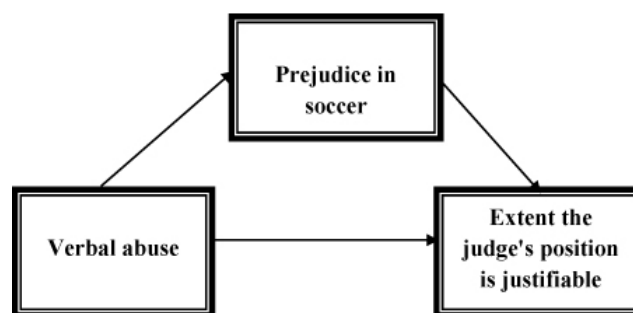 Prejudice in
soccer
Verbal abuse
Extent the
judge's position
is justifiable